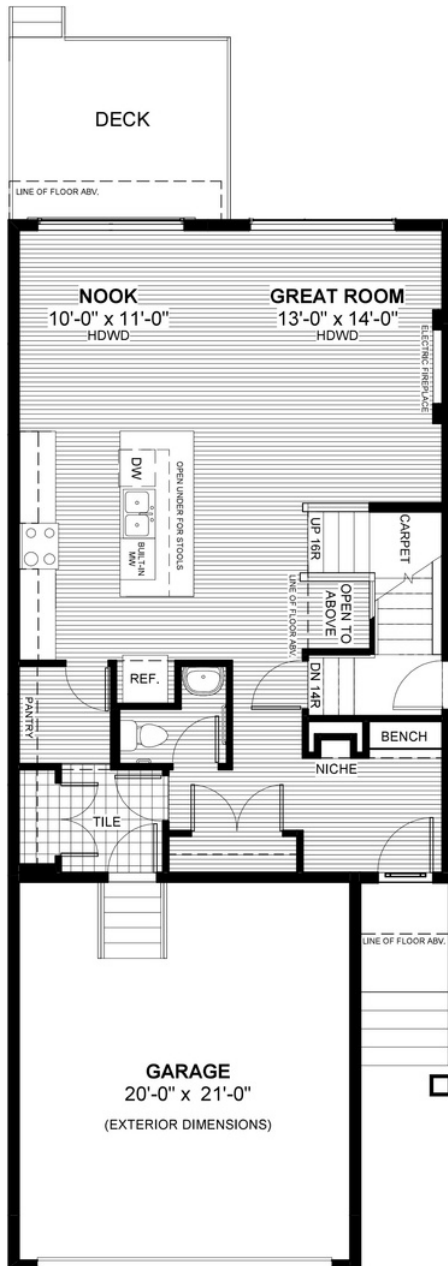 DECK
LINE OF FLOOR ABV.
NOOK
10'-0" x 11'-0"
HDWD
GREAT ROOM
13'-0" x 14'-0"
HDWD
ELECTRIC FIREPLACE
DW
OPEN UNDER FOR STOOLS
BUILT-IN
MW
UP 16R
CARPET
LINE OF FLOOR ABV.
OPEN TO
ABOVE
REF.
DN 14R
PANTRY
BENCH
NICHE
TILE
LINE OF FLOOR ABV.
GARAGE
20'-0" x 21'-0"
(EXTERIOR DIMENSIONS)